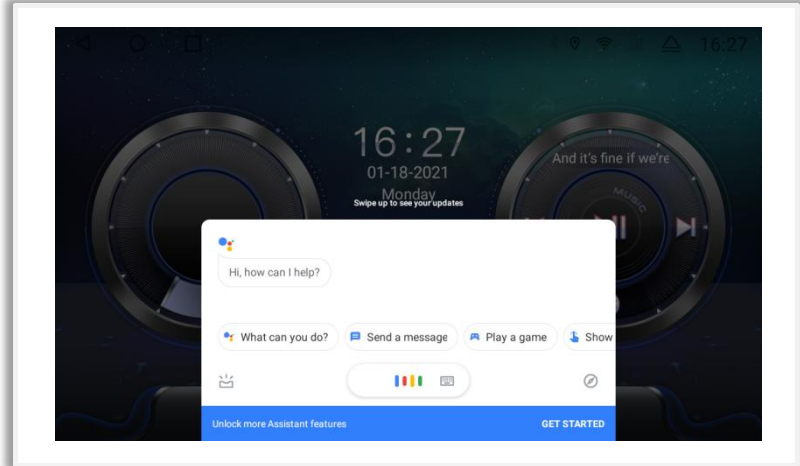 16:27
16:27
01-18-2021
Monday
And it's fine if we're
MUSIC
Swipe up to see your updates
Hi, how can I help?
What can you do?
Send a message
Play a game
Show
Unlock more Assistant features
GET STARTED